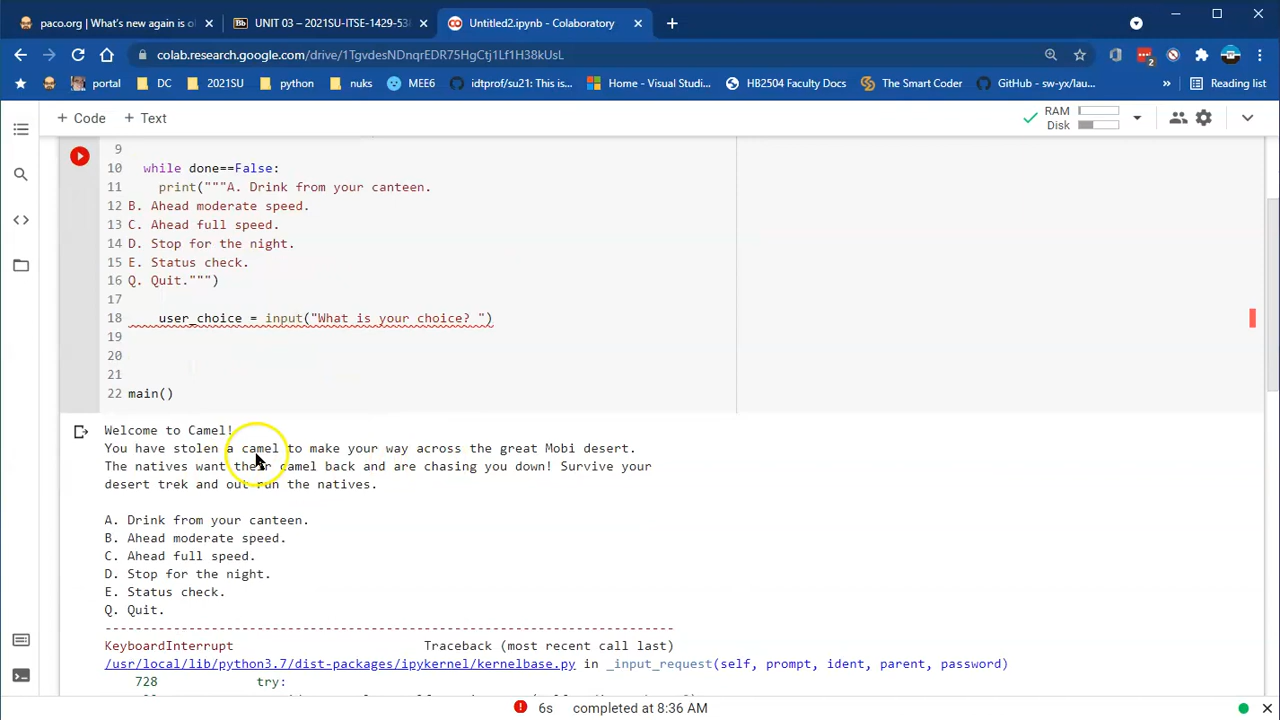 paco.org | What's new again is ol
UNIT 03 – 2021SU-ITSE-1429-53
Untitled2.ipynb - Colaboratory
colab.research.google.com/drive/1TgvdesNDnqrEDR75HgCtj1Lf1H38kUsL
portal
DC
2021SU
python
nuks
MEE6
idtprof/su21: This is...
Home - Visual Studi...
HB2504 Faculty Docs
The Smart Coder
GitHub - sw-yx/lau...
»
Reading list
+ Code
+ Text
RAM
Disk
9
10 while done==False:
11 print("""A. Drink from your canteen.
12 B. Ahead moderate speed.
13 C. Ahead full speed.
14 D. Stop for the night.
15 E. Status check.
16 Q. Quit.""")
17
18 user_choice = input("What is your choice? ")
19
20
21
22 main()
Welcome to Camel!
You have stolen a camel to make your way across the great Mobi desert.
The natives want their camel back and are chasing you down! Survive your
desert trek and out run the natives.
A. Drink from your canteen.
B. Ahead moderate speed.
C. Ahead full speed.
D. Stop for the night.
E. Status check.
Q. Quit.
---------------------------------------------------------------------------
KeyboardInterrupt Traceback (most recent call last)
/usr/local/lib/python3.7/dist-packages/ipykernel/kernelbase.py in _input_request(self, prompt, ident, parent, password)
728 try:
6s completed at 8:36 AM